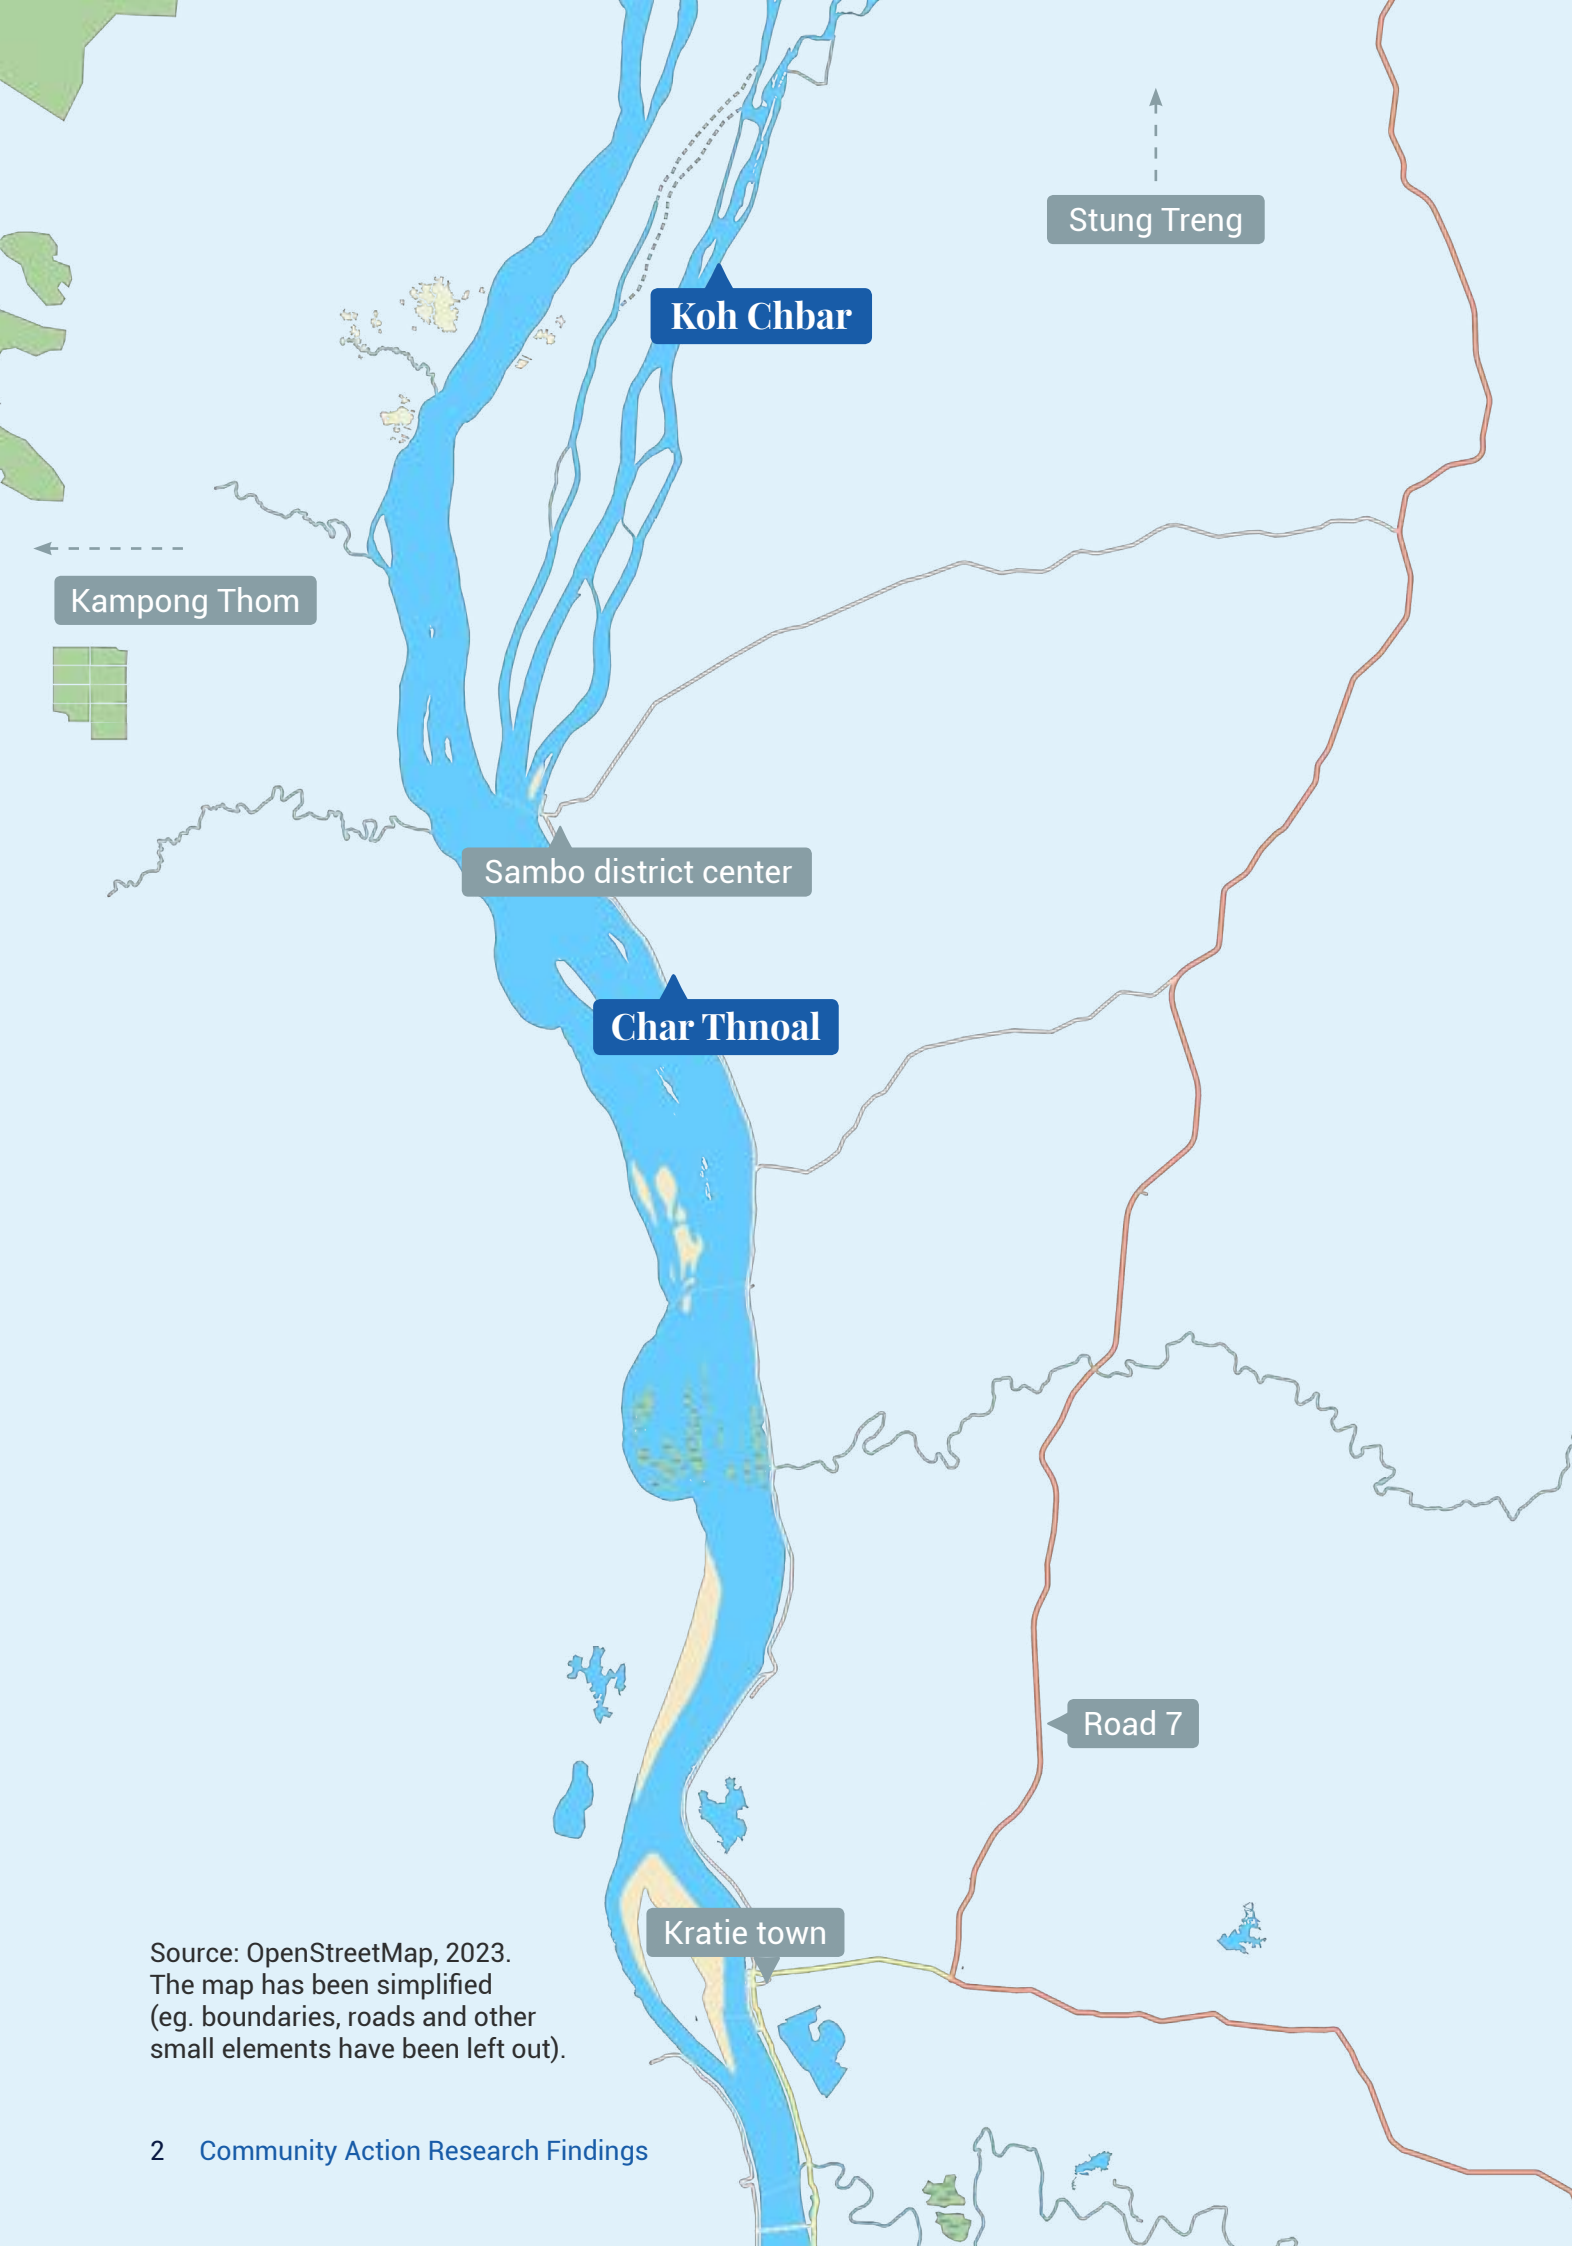 Stung Treng
Koh Chbar
Kampong Thom
Sambo district center
Char Thnoal
Road 7
Kratie town
Source: OpenStreetMap, 2023.
The map has been simplified
(eg. boundaries, roads and other
small elements have been left out).
2 Community Action Research Findings